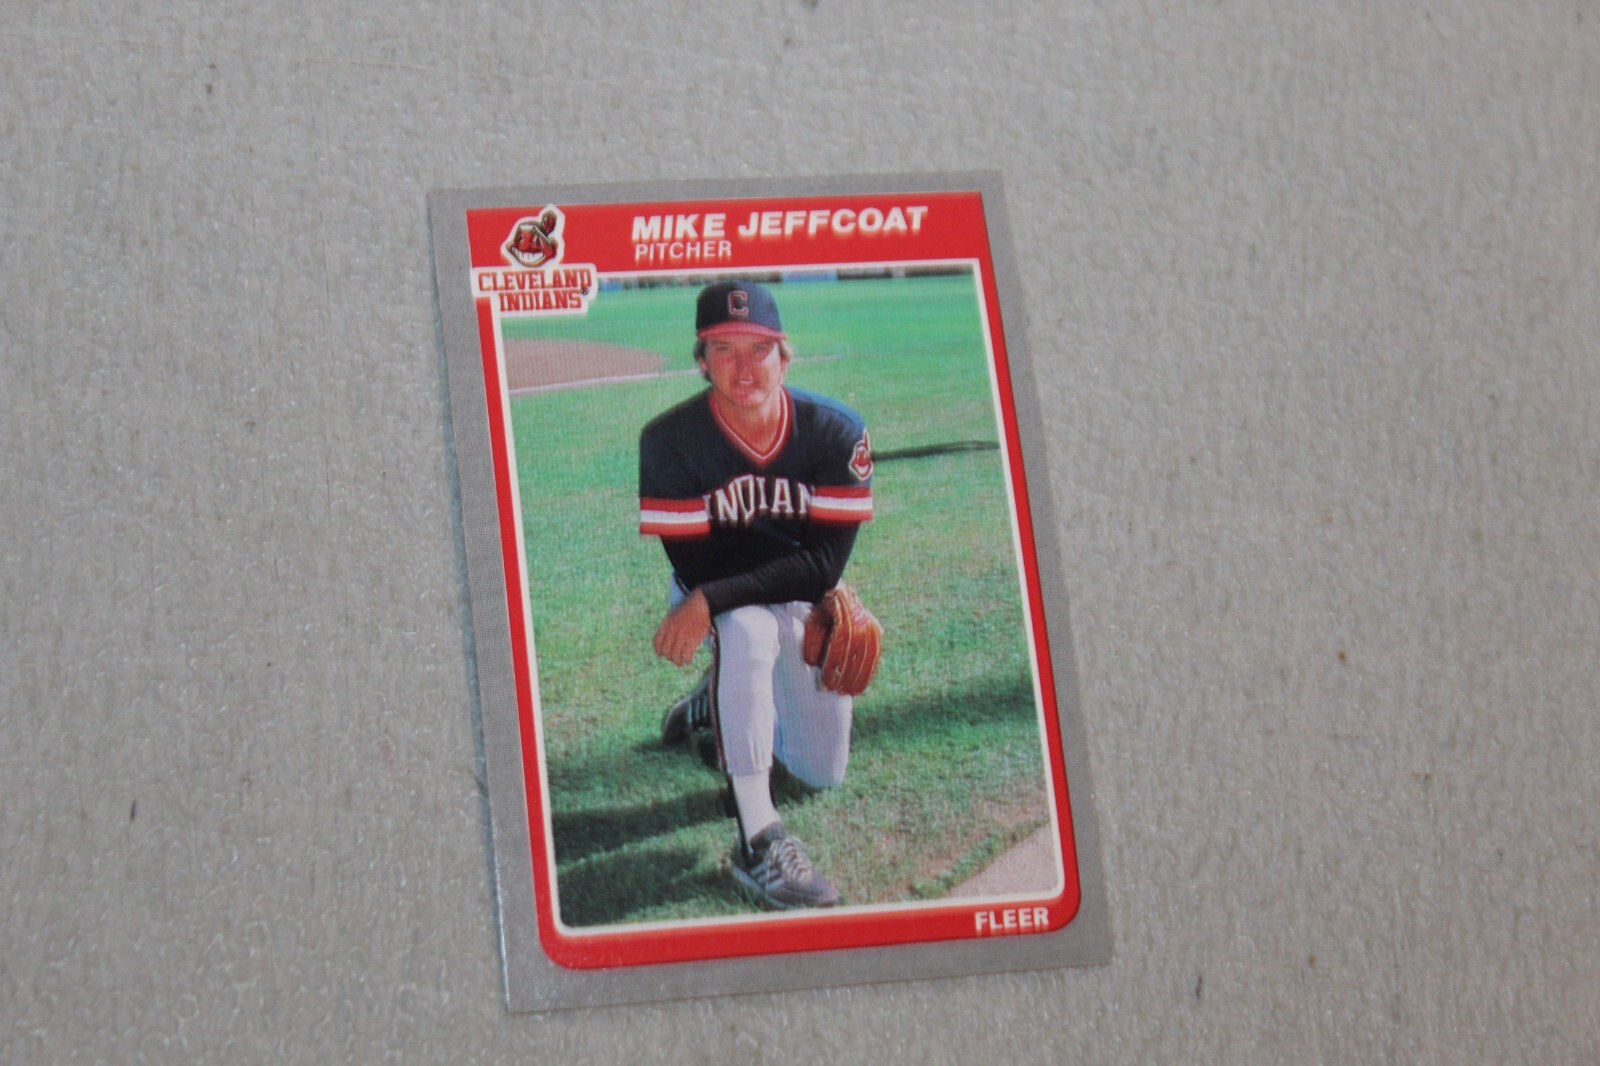 MIKE JEFFCOAT
PITCHER
CLEVELAND
INDIANS®
C
INDIAN
FLEER